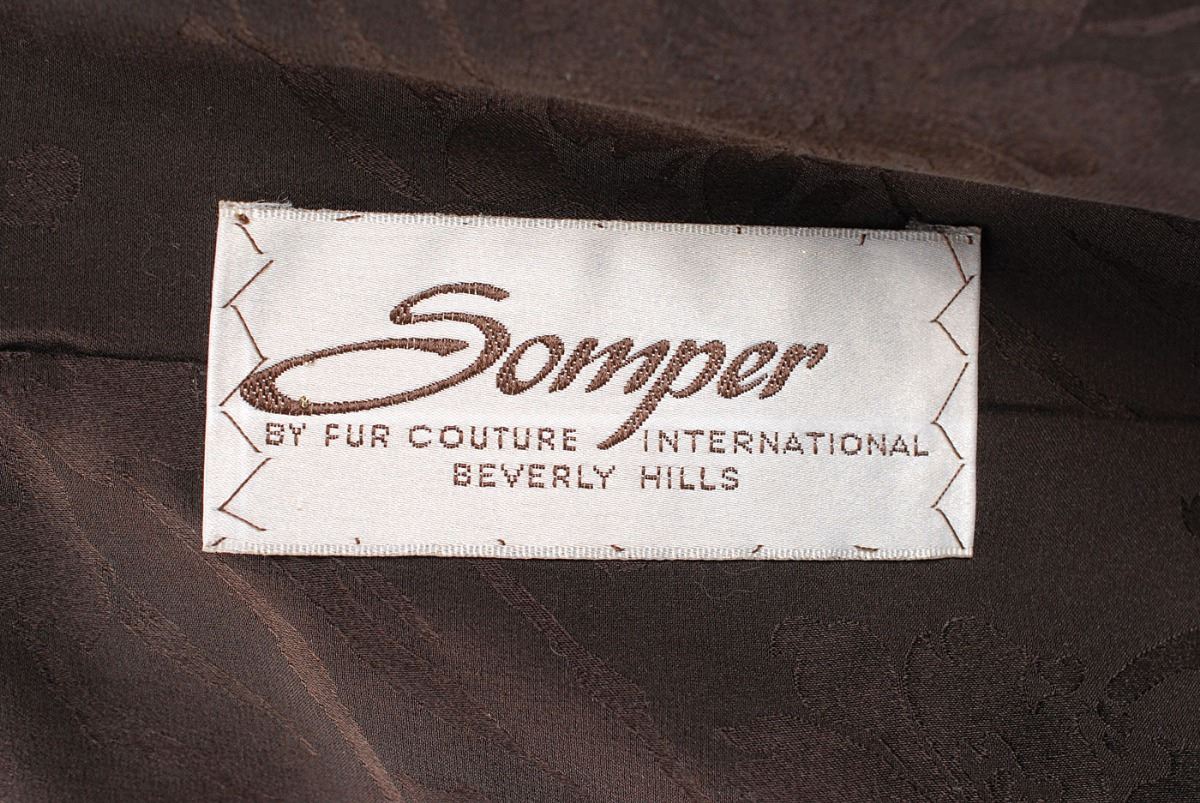 Somper
BY FUR COUTURE INTERNATIONAL
BEVERLY HILLS